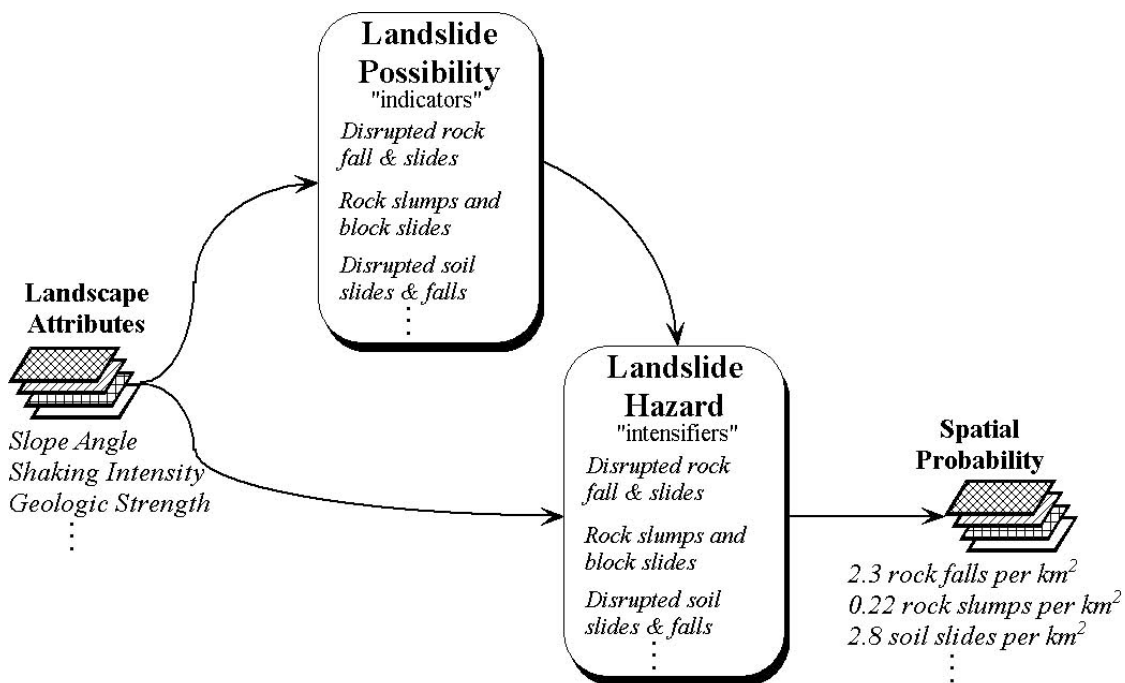 Landslide
Possibility
"indicators"
Disrupted rock
fall & slides
Rock slumps and
block slides
Disrupted soil
slides & falls
⋮
Landscape
Attributes
Slope Angle
Shaking Intensity
Geologic Strength
⋮
Landslide
Hazard
"intensifiers"
Disrupted rock
fall & slides
Rock slumps and
block slides
Disrupted soil
slides & falls
⋮
Spatial
Probability
2.3 rock falls per km²
0.22 rock slumps per km²
2.8 soil slides per km²
⋮